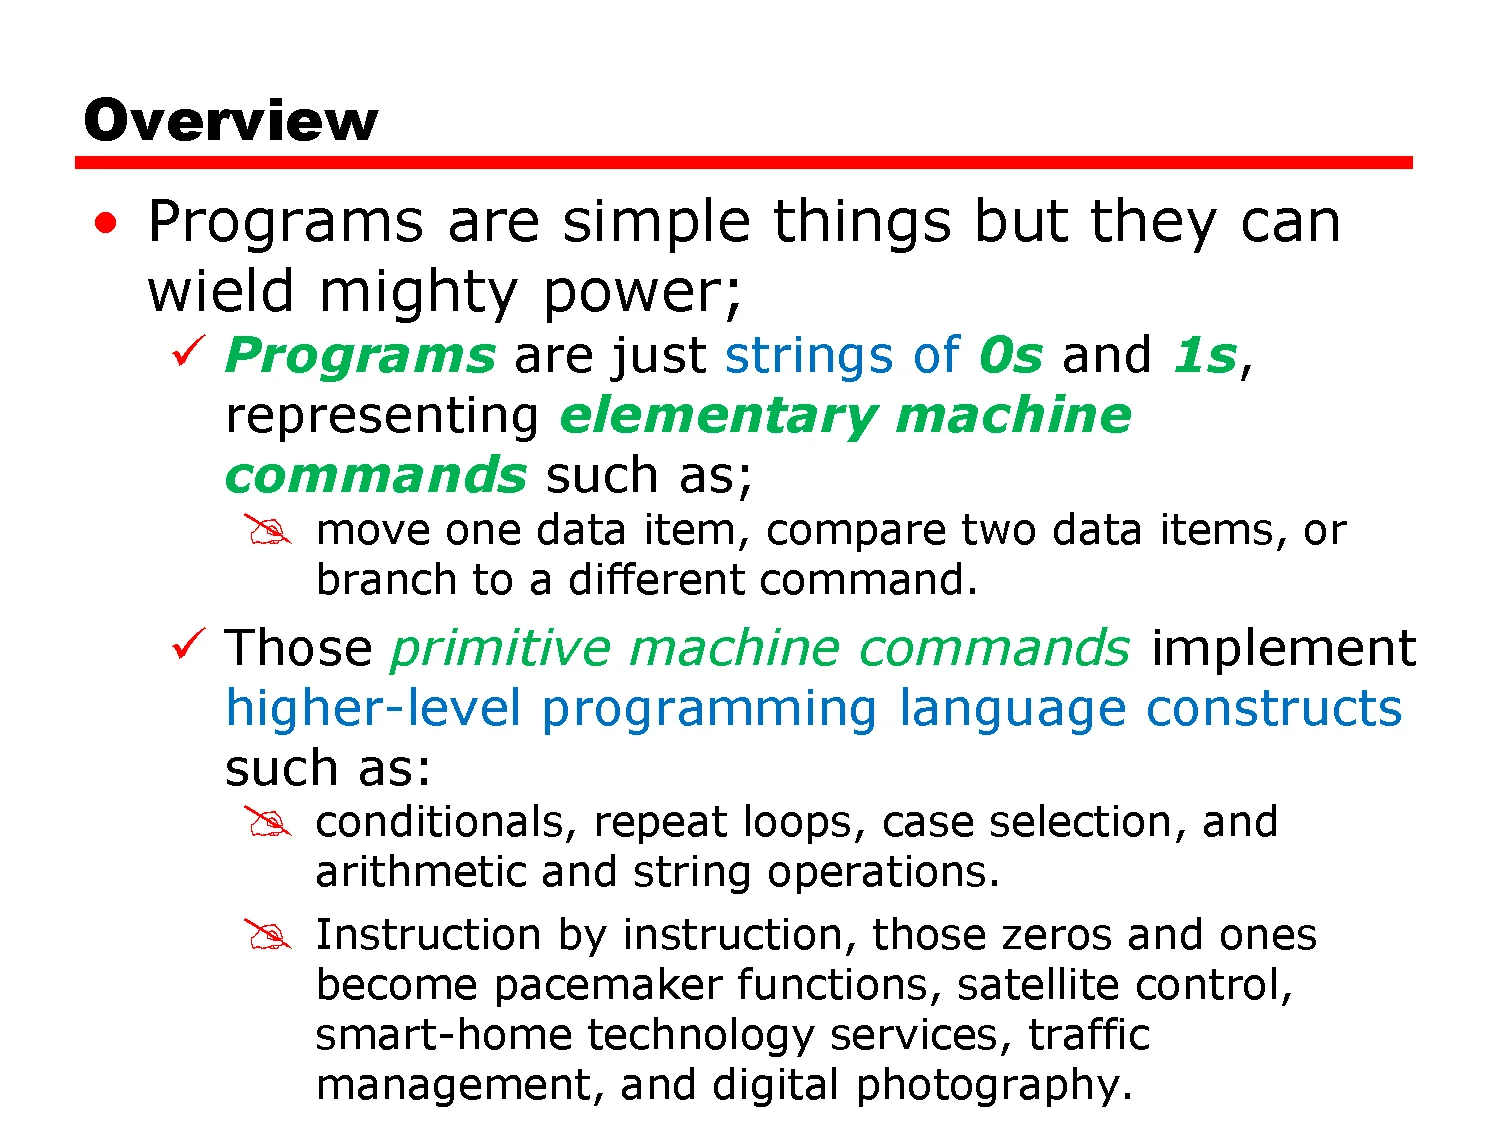 Overview
• Programs are simple things but they can
wield mighty power;
✓ Programs are just strings of 0s and 1s,
representing elementary machine
commands such as;
move one data item, compare two data items, or
branch to a different command.
✓ Those primitive machine commands implement
higher-level programming language constructs
such as:
conditionals, repeat loops, case selection, and
arithmetic and string operations.
Instruction by instruction, those zeros and ones
become pacemaker functions, satellite control,
smart-home technology services, traffic
management, and digital photography.